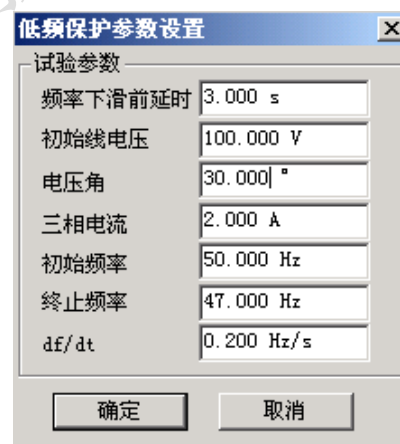 低频保护参数设置
试验参数
频率下滑前延时 3.000 s
初始线电压 100.000 V
电压角 30.000 °
三相电流 2.000 A
初始频率 50.000 Hz
终止频率 47.000 Hz
df/dt 0.200 Hz/s
确定 取消